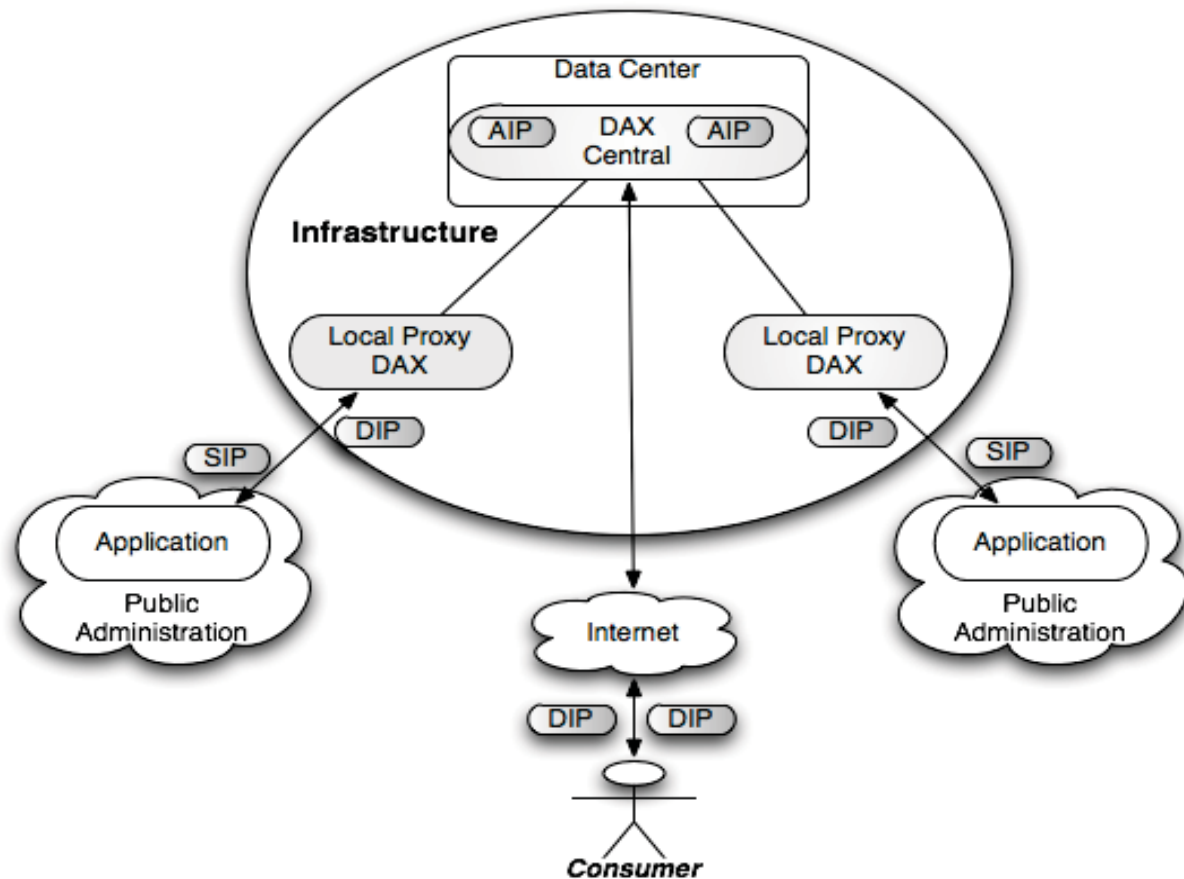 Data Center
AIP
DAX
Central
AIP
Infrastructure
Local Proxy
DAX
Local Proxy
DAX
DIP
DIP
SIP
SIP
Application
Public
Administration
Application
Public
Administration
Internet
DIP
DIP
Consumer